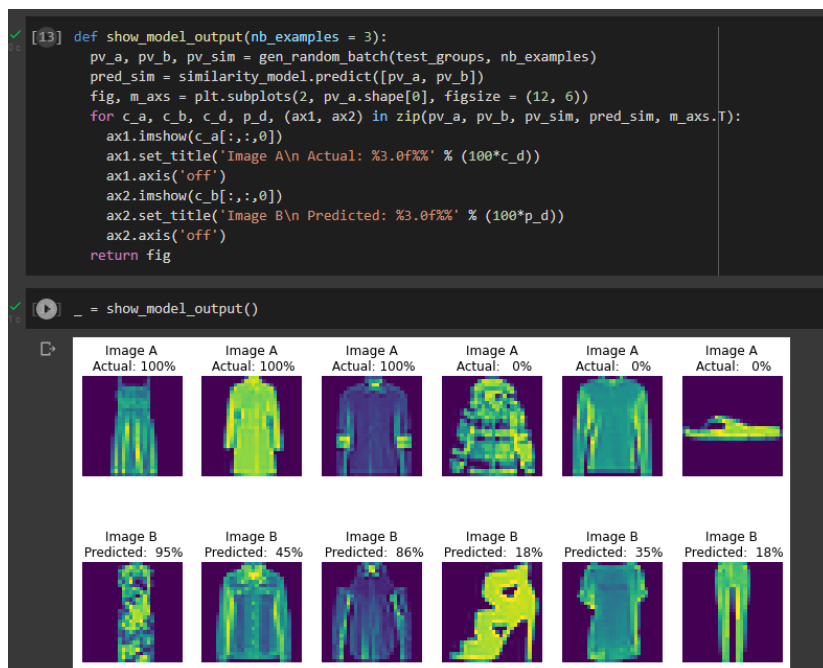 [13] def show_model_output(nb_examples = 3):
pv_a, pv_b, pv_sim = gen_random_batch(test_groups, nb_examples)
pred_sim = similarity_model.predict([pv_a, pv_b])
fig, m_axs = plt.subplots(2, pv_a.shape[0], figsize = (12, 6))
for c_a, c_b, c_d, p_d, (ax1, ax2) in zip(pv_a, pv_b, pv_sim, pred_sim, m_axs.T):
ax1.imshow(c_a[:,:,0])
ax1.set_title('Image A\n Actual: %3.0f%%' % (100*c_d))
ax1.axis('off')
ax2.imshow(c_b[:,:,0])
ax2.set_title('Image B\n Predicted: %3.0f%%' % (100*p_d))
ax2.axis('off')
return fig
_ = show_model_output()
Image A Image A Image A Image A Image A Image A
Actual: 100% Actual: 100% Actual: 100% Actual: 0% Actual: 0% Actual: 0%
Image B Image B Image B Image B Image B Image B
Predicted: 95% Predicted: 45% Predicted: 86% Predicted: 18% Predicted: 35% Predicted: 18%